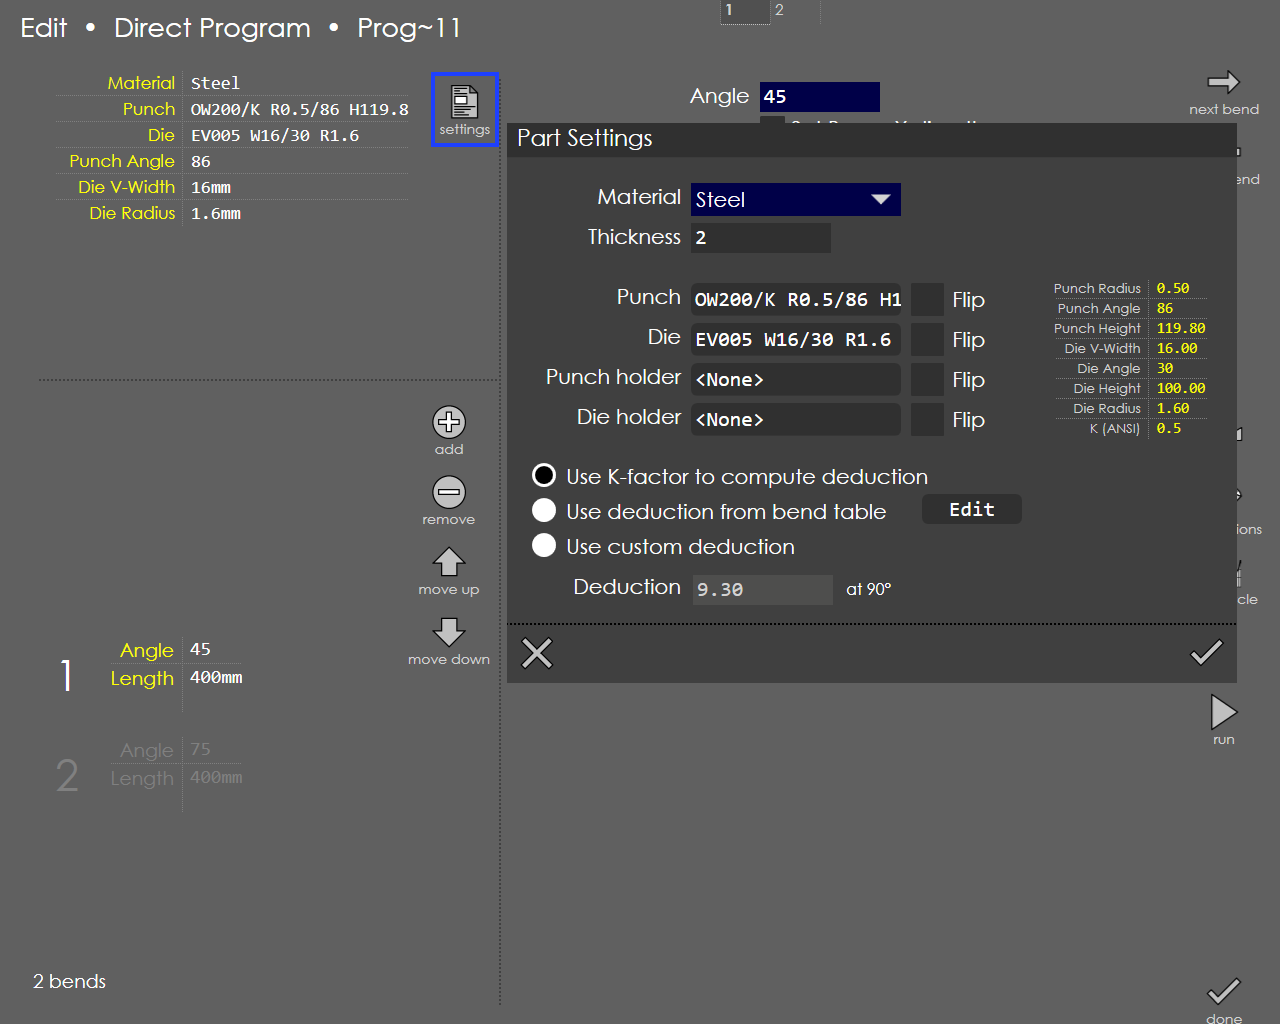 Edit • Direct Program • Prog~11
1 2
Material Steel
Punch OW200/K R0.5/86 H119.8
Die EV005 W16/30 R1.6
Punch Angle 86
Die V-Width 16mm
Die Radius 1.6mm
settings
Angle 45
next bend
Part Settings
Material Steel
Thickness 2
Punch OW200/K R0.5/86 H1 Flip
Die EV005 W16/30 R1.6 Flip
Punch holder <None> Flip
Die holder <None> Flip
Punch Radius 0.50
Punch Angle 86
Punch Height 119.80
Die V-Width 16.00
Die Angle 30
Die Height 100.00
Die Radius 1.60
K (ANSI) 0.5
Use K-factor to compute deduction
Use deduction from bend table Edit
Use custom deduction
Deduction 9.30 at 90°
end
ions
cle
add
remove
move up
move down
1 Angle 45
Length 400mm
2 Angle 75
Length 400mm
run
2 bends
done